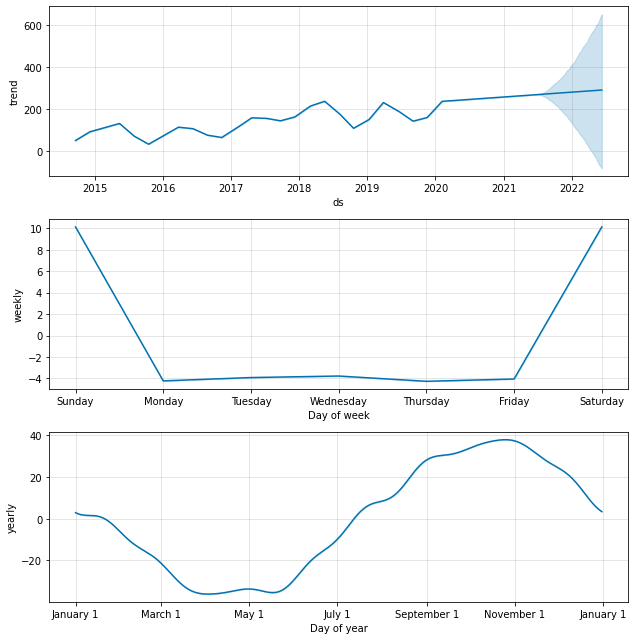 600
400
200
0
trend
2015 2016 2017 2018 2019 2020 2021 2022
ds
10
8
6
4
2
0
−2
−4
weekly
Sunday Monday Tuesday Wednesday Thursday Friday Saturday
Day of week
40
20
0
−20
yearly
January 1 March 1 May 1 July 1 September 1 November 1 January 1
Day of year